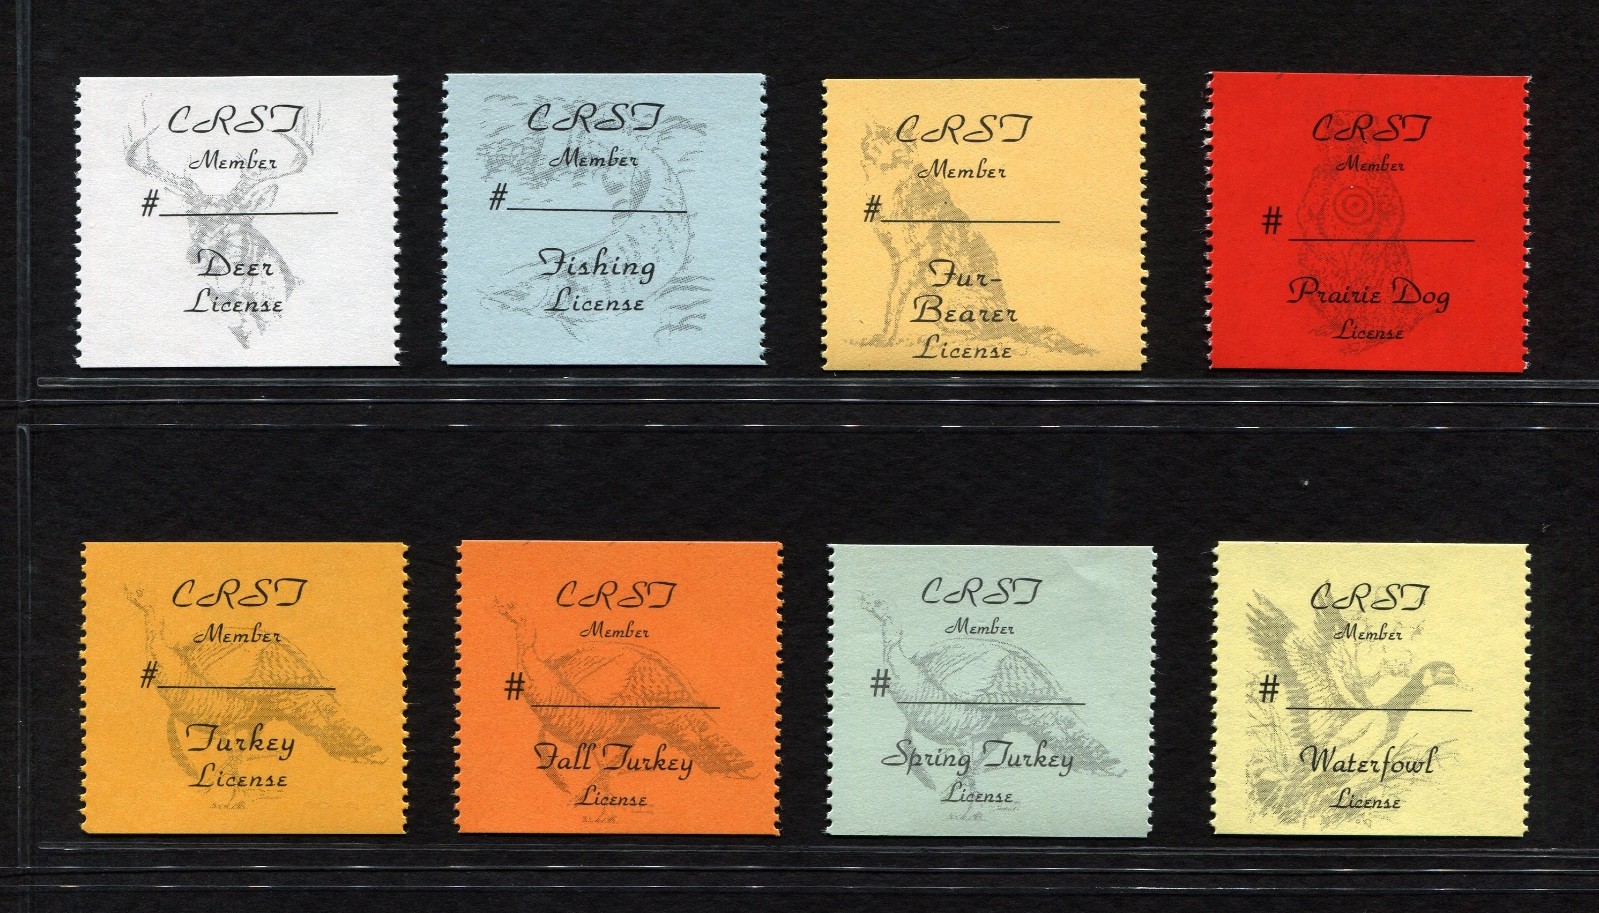 CRST
Member
#
Deer
License
CRST
Member
#
Fishing
License
CRST
Member
#
Fur-
Bearer
License
CRST
Member
#
Prairie Dog
License
CRST
Member
#
Turkey
License
CRST
Member
#
Fall Turkey
License
CRST
Member
#
Spring Turkey
License
CRST
Member
#
Waterfowl
License